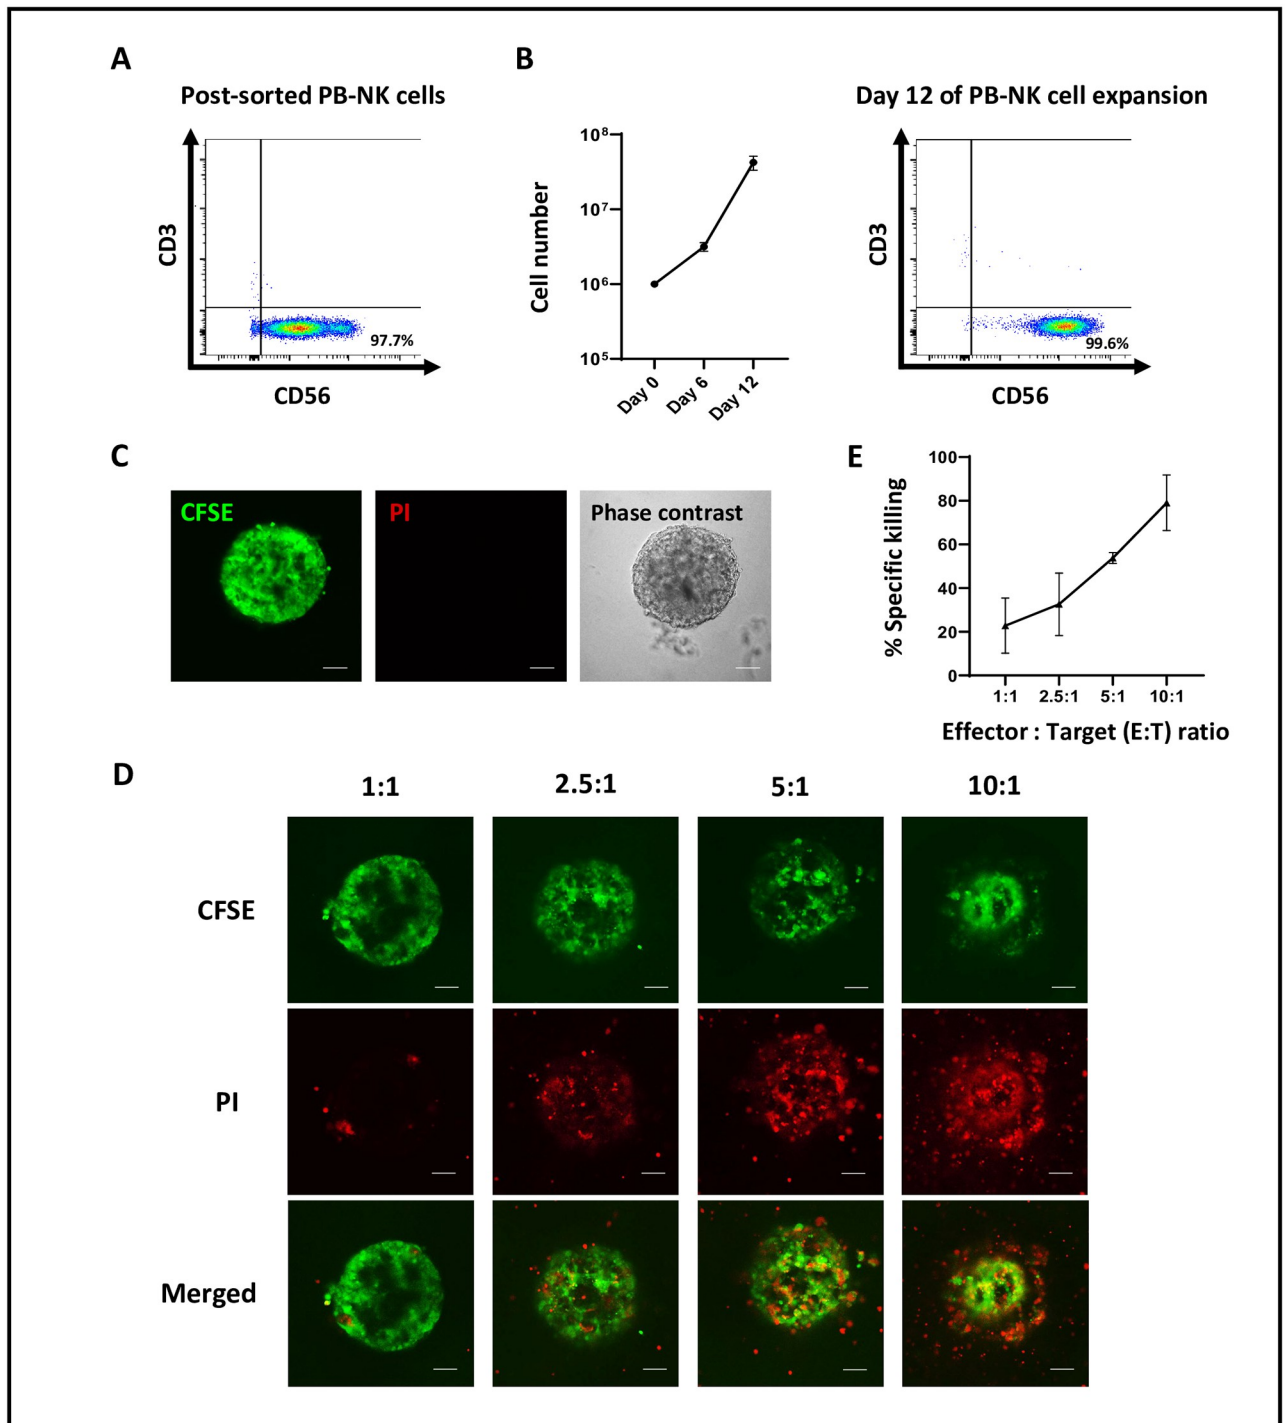 A
Post-sorted PB-NK cells
CD3
97.7%
CD56
B
Cell number
10⁸
10⁷
10⁶
10⁵
Day 0
Day 6
Day 12
Day 12 of PB-NK cell expansion
CD3
99.6%
CD56
C
CFSE
PI
Phase contrast
E
% Specific killing
100
80
60
40
20
0
1:1
2.5:1
5:1
10:1
Effector : Target (E:T) ratio
D
1:1
2.5:1
5:1
10:1
CFSE
PI
Merged